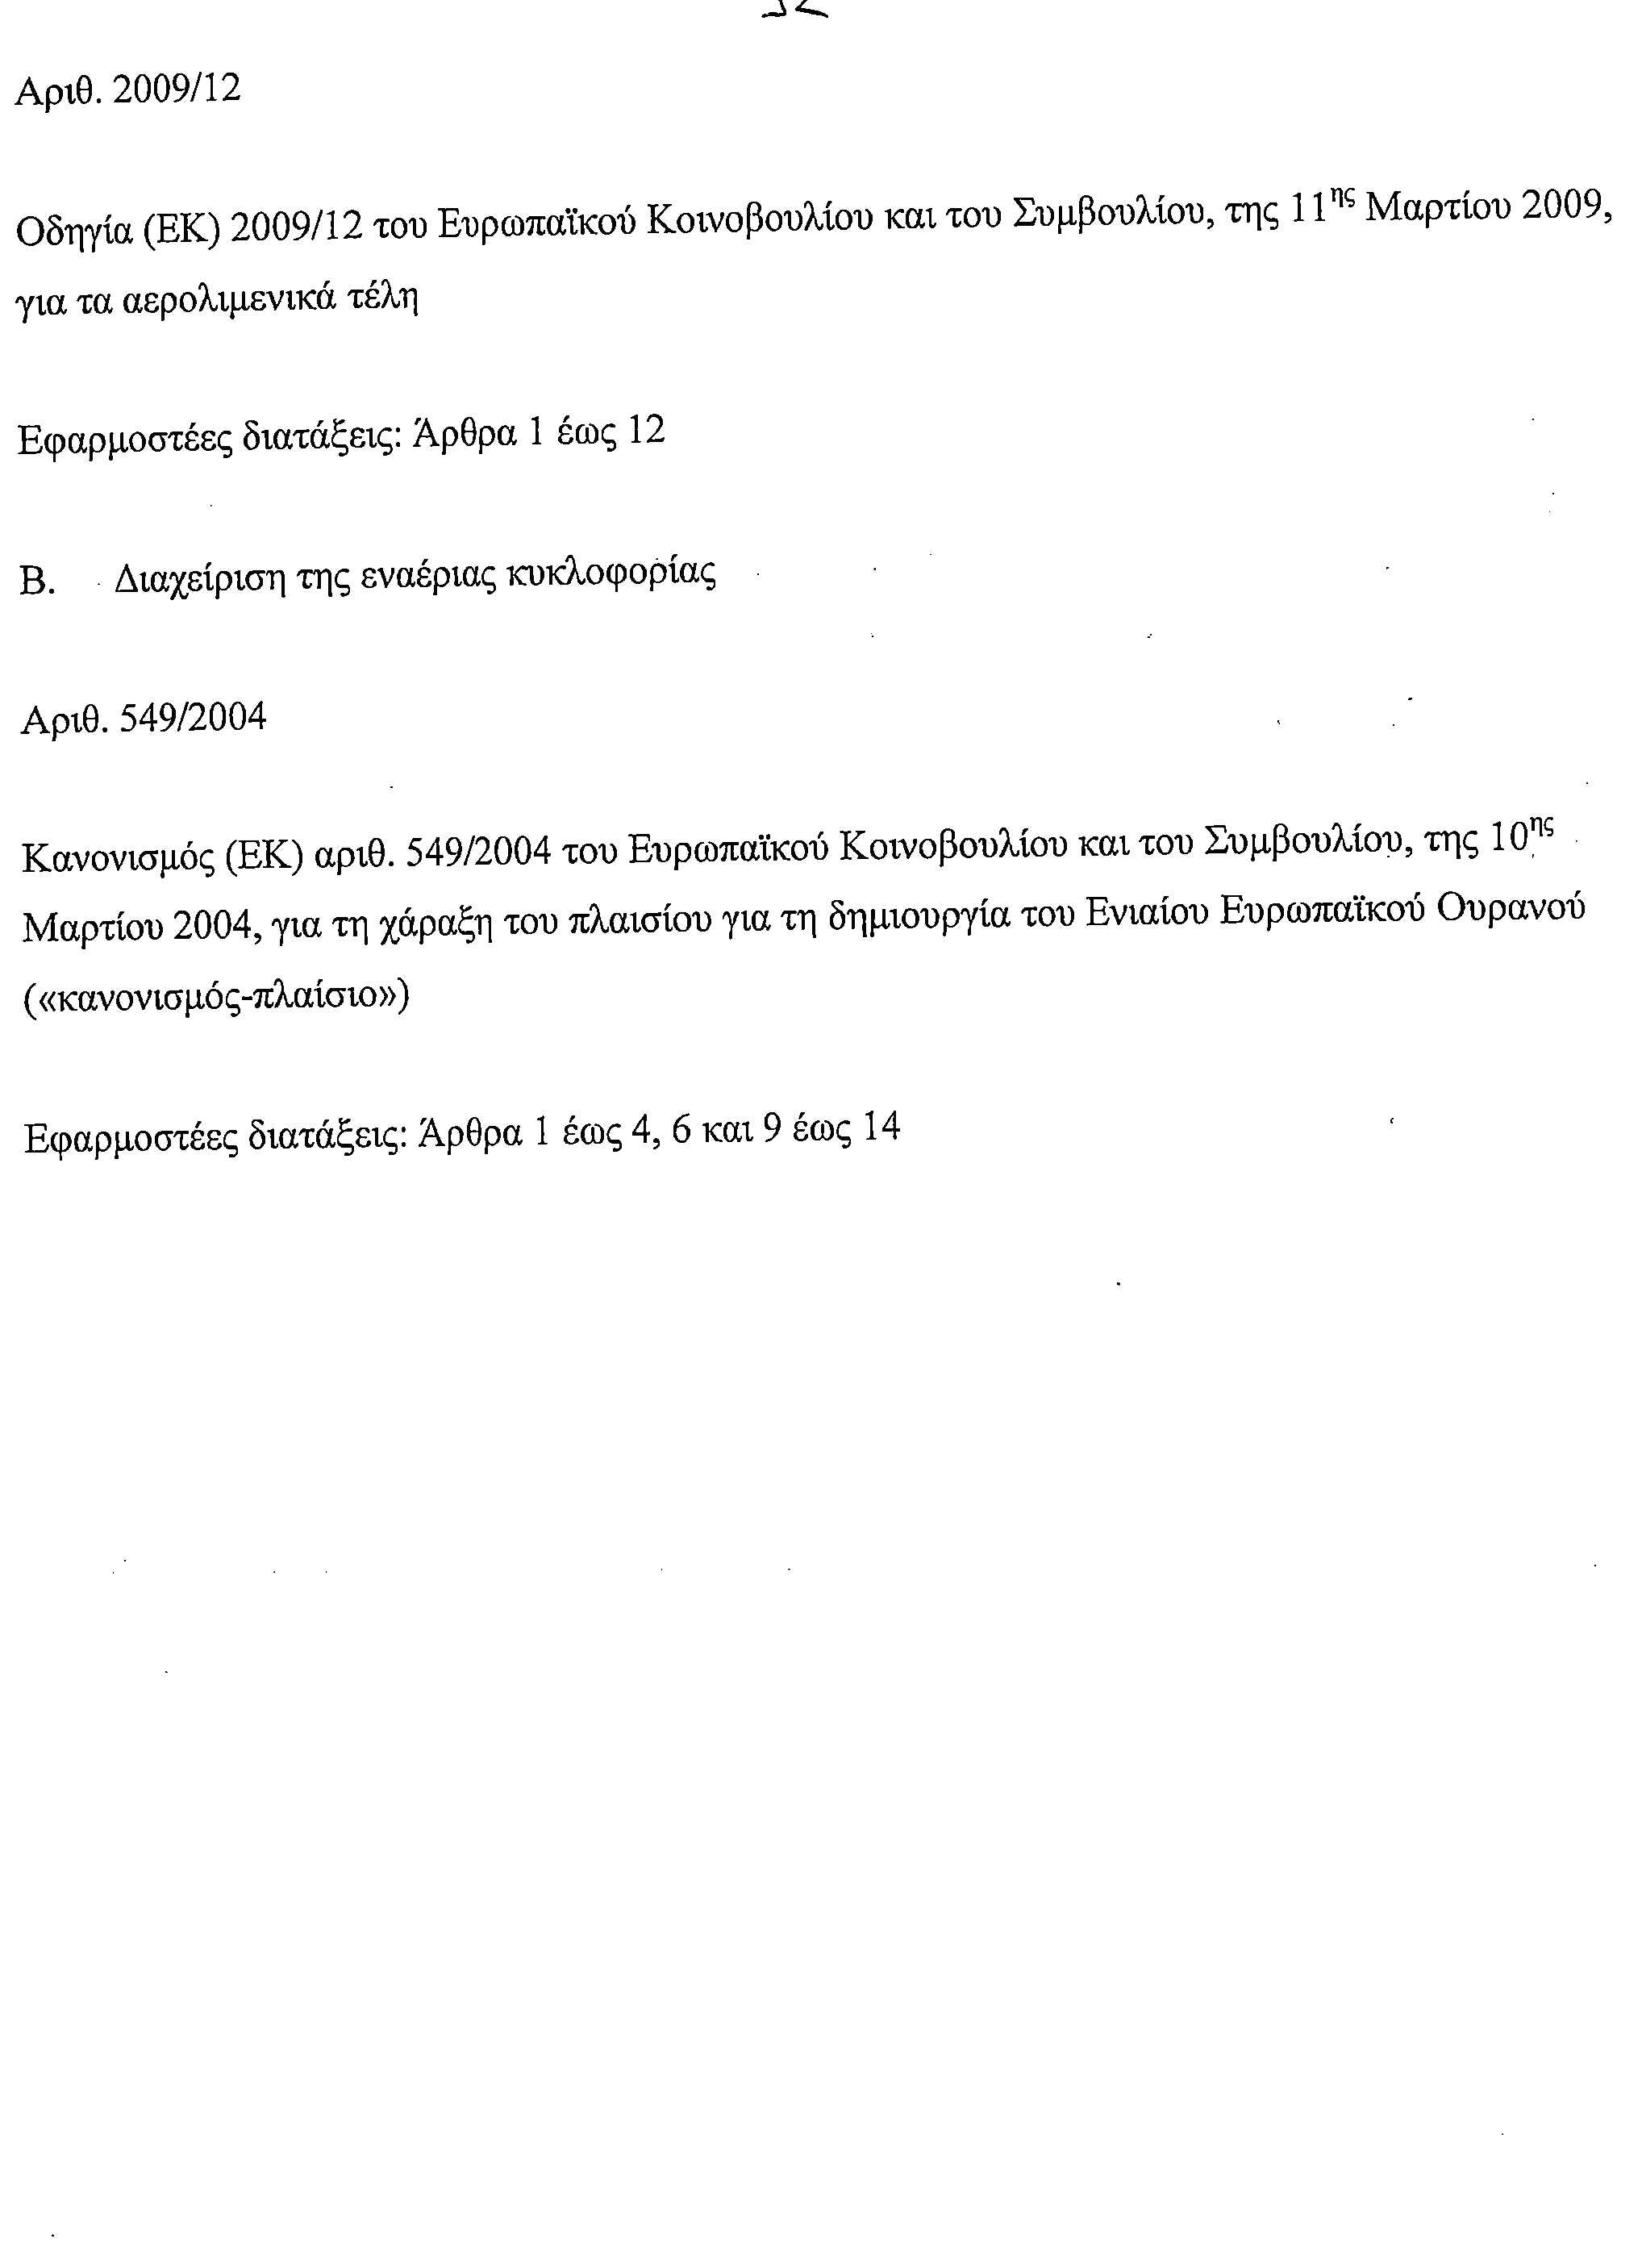 Αριθ. 2009/12
Οδηγία (ΕΚ) 2009/12 του Ευρωπαϊκού Κοινοβουλίου και του Συμβουλίου, της 11ης Μαρτίου 2009,
για τα αερολιμενικά τέλη
Εφαρμοστέες διατάξεις: Άρθρα 1 έως 12
Β. Διαχείριση της εναέριας κυκλοφορίας
Αριθ. 549/2004
Κανονισμός (ΕΚ) αριθ. 549/2004 του Ευρωπαϊκού Κοινοβουλίου και του Συμβουλίου, της 10ης
Μαρτίου 2004, για τη χάραξη του πλαισίου για τη δημιουργία του Ενιαίου Ευρωπαϊκού Ουρανού
(«κανονισμός-πλαίσιο»)
Εφαρμοστέες διατάξεις: Άρθρα 1 έως 4, 6 και 9 έως 14